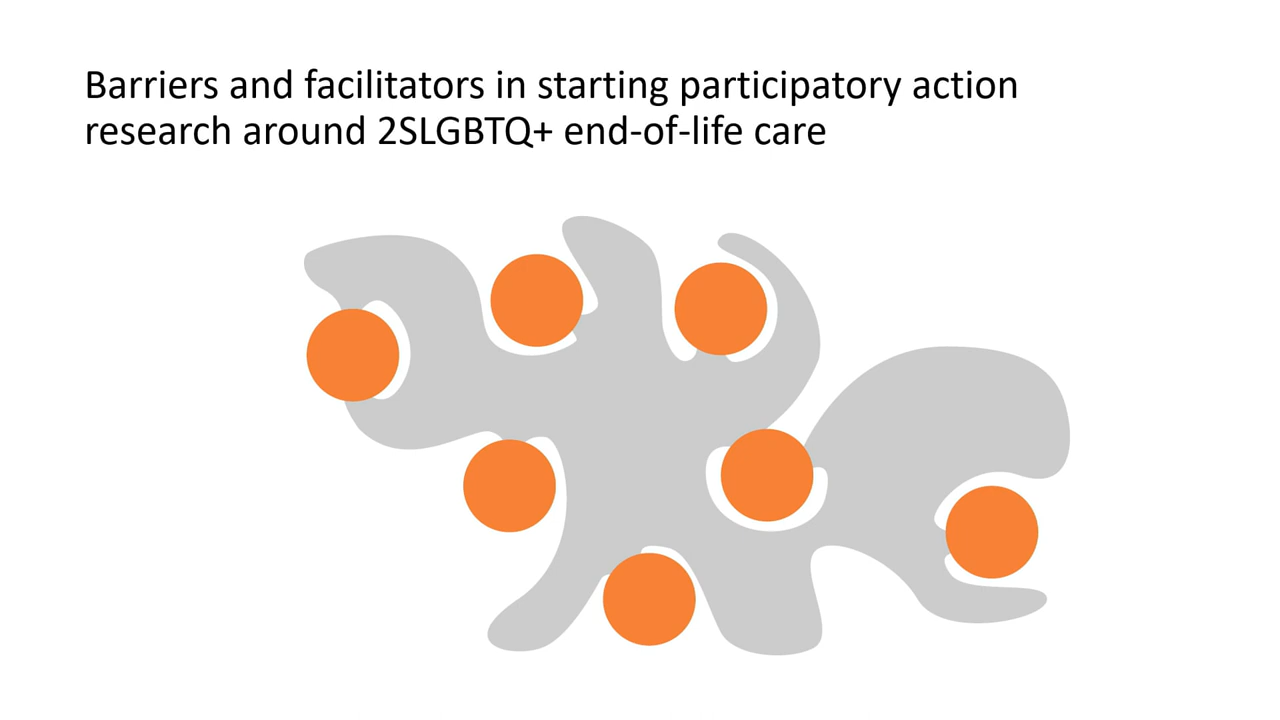 Barriers and facilitators in starting participatory action
research around 2SLGBTQ+ end-of-life care